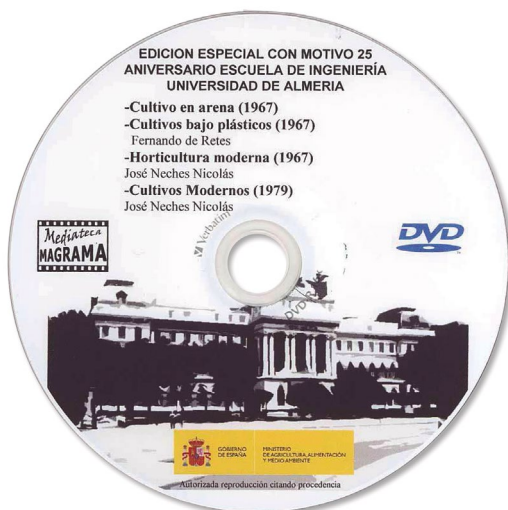 EDICION ESPECIAL CON MOTIVO 25
ANIVERSARIO ESCUELA DE INGENIERÍA
UNIVERSIDAD DE ALMERIA
-Cultivo en arena (1967)
-Cultivos bajo plásticos (1967)
Fernando de Retes
-Horticultura moderna (1967)
José Neches Nicolás
-Cultivos Modernos (1979)
José Neches Nicolás
Verbatim
Mediateca
MAGRAMA
DVD
DVD-R
GOBIERNO
DE ESPAÑA
MINISTERIO
DE AGRICULTURA, ALIMENTACIÓN
Y MEDIO AMBIENTE
Autorizada reproducción citando procedencia